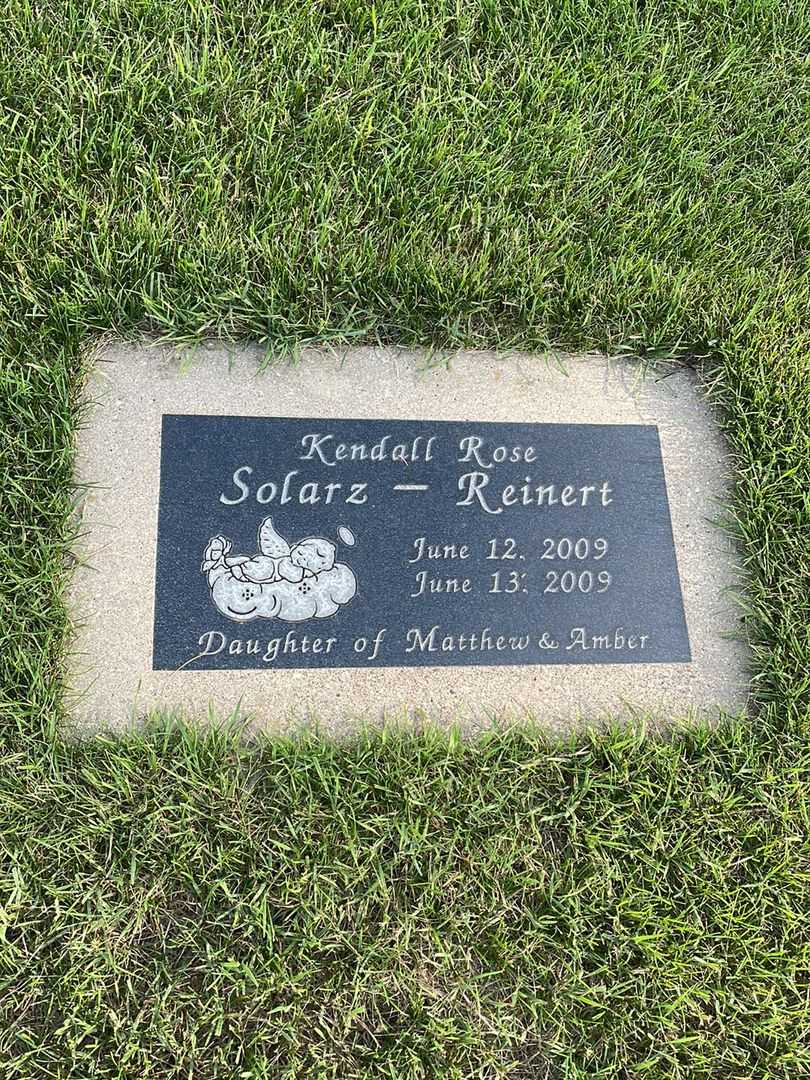 Kendall Rose
Solarz – Reinert
June 12, 2009
June 13, 2009
Daughter of Matthew & Amber